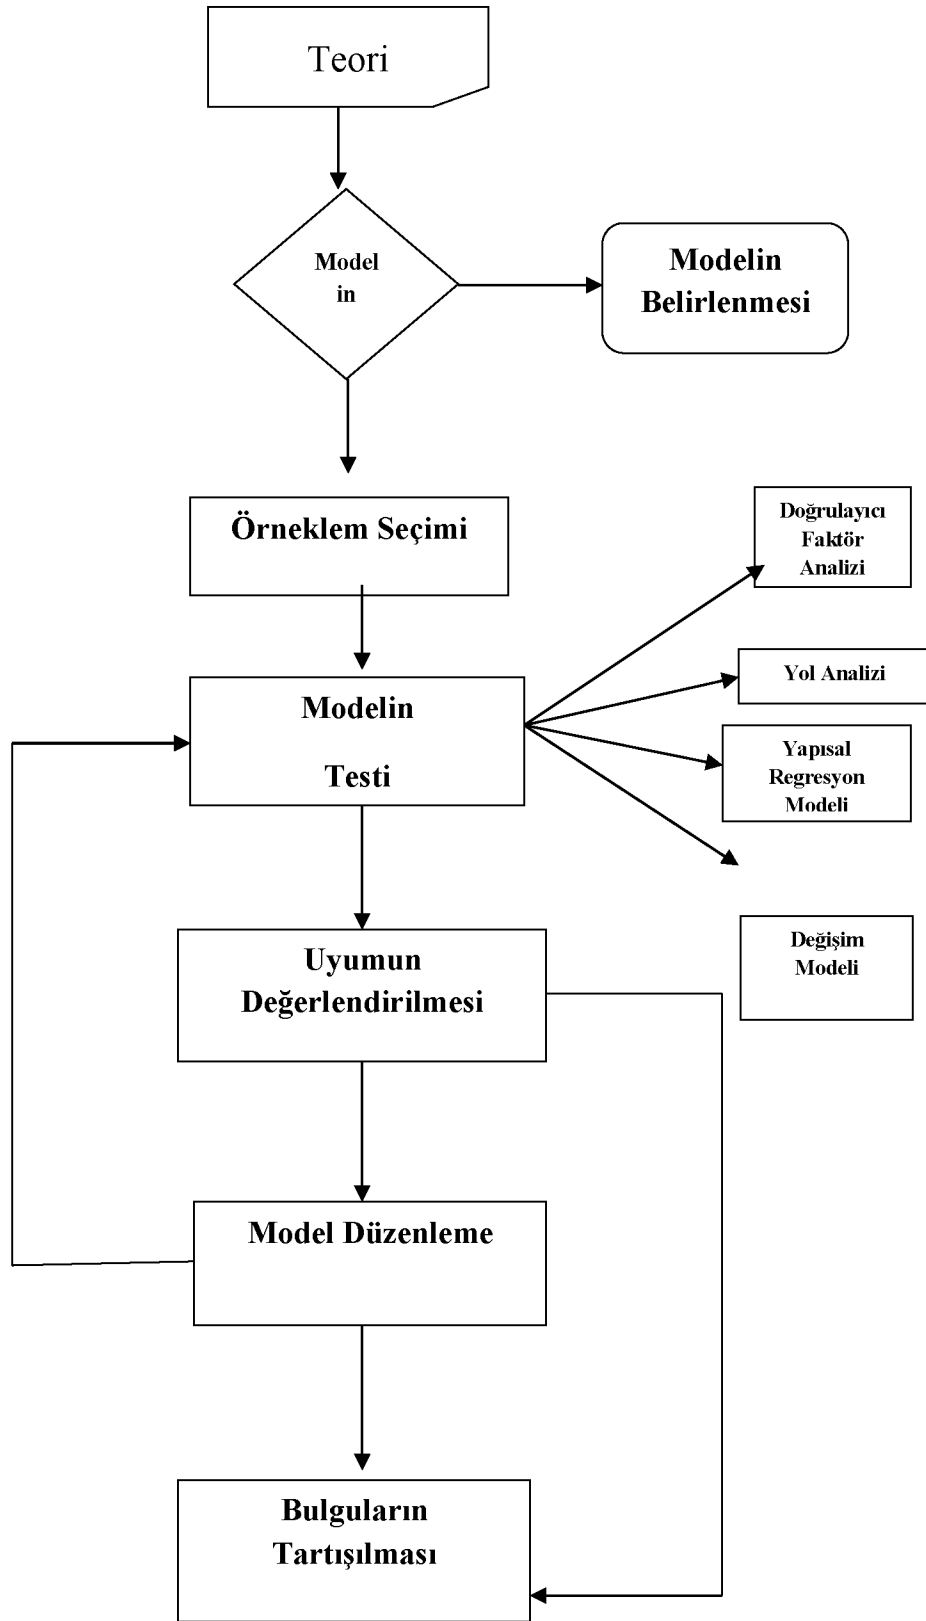 Teori
Model
in
Modelin
Belirlenmesi
Örneklem Seçimi
Doğrulayıcı
Faktör
Analizi
Yol Analizi
Modelin
Testi
Yapısal
Regresyon
Modeli
Uyumun
Değerlendirilmesi
Değişim
Modeli
Model Düzenleme
Bulguların
Tartışılması